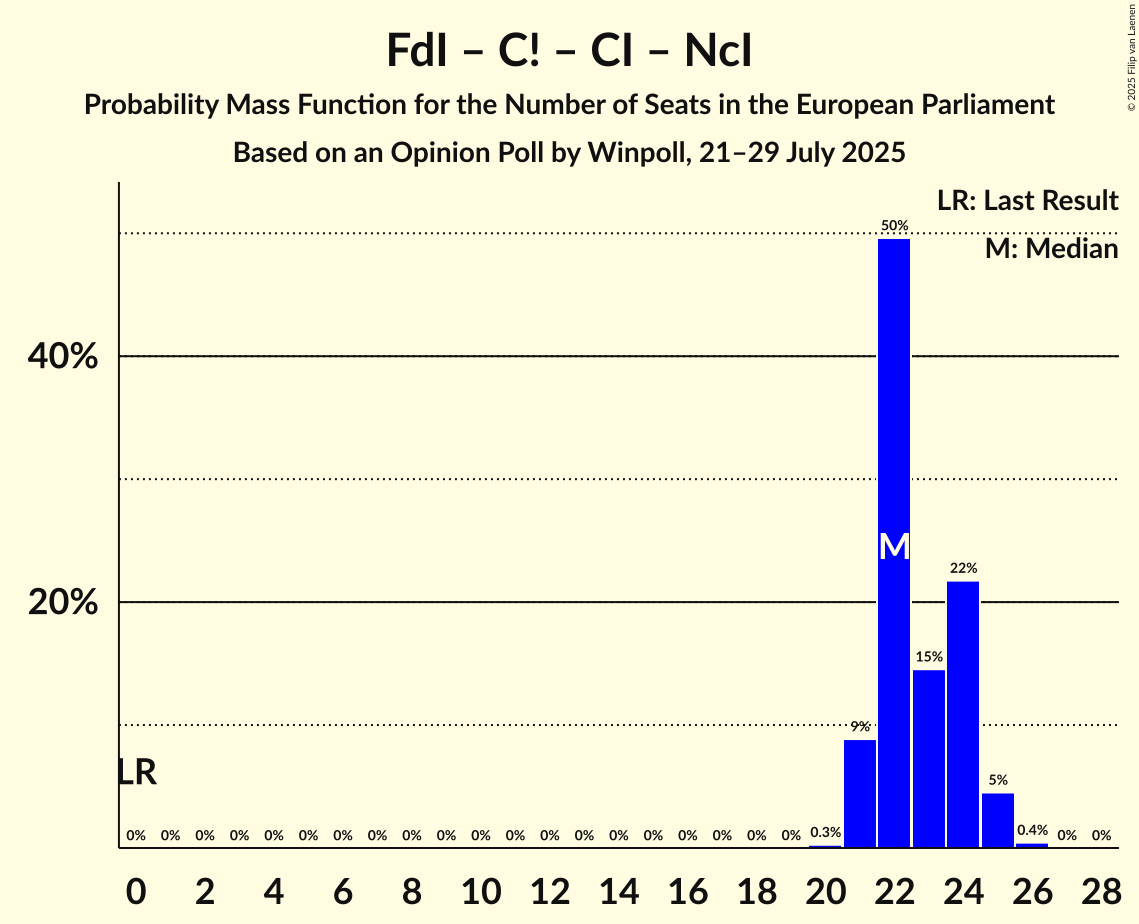 FdI – C! – CI – NcI
Probability Mass Function for the Number of Seats in the European Parliament
Based on an Opinion Poll by Winpoll, 21–29 July 2025
© 2025 Filip van Laenen
LR: Last Result
M: Median
50%
40%
M
22%
20%
15%
9%
LR
5%
0% 0% 0% 0% 0% 0% 0% 0% 0% 0% 0% 0% 0% 0% 0% 0% 0% 0% 0% 0% 0.3% 0.4% 0% 0%
0 2 4 6 8 10 12 14 16 18 20 22 24 26 28